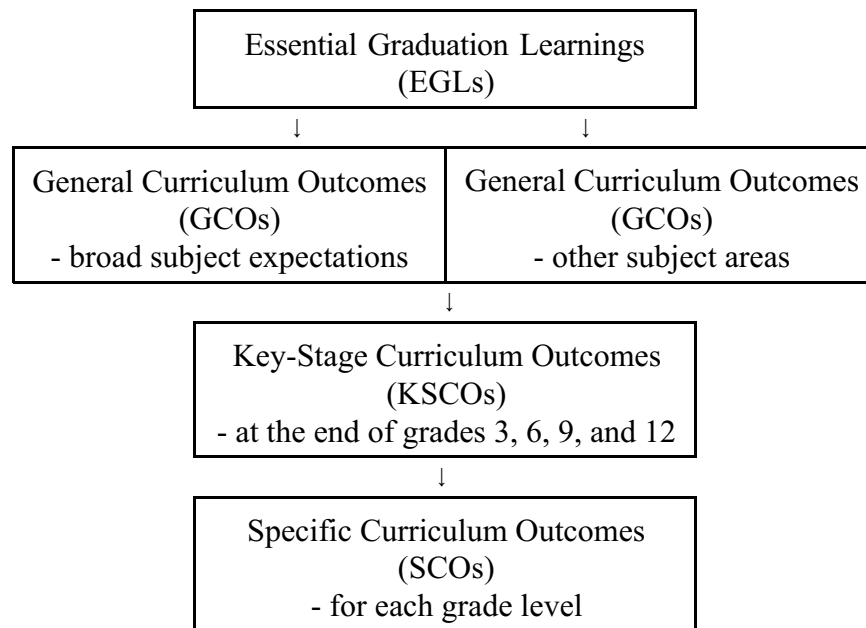 Essential Graduation Learnings
(EGLs)
↓ ↓
General Curriculum Outcomes
(GCOs)
- broad subject expectations
General Curriculum Outcomes
(GCOs)
- other subject areas
↓
Key-Stage Curriculum Outcomes
(KSCOs)
- at the end of grades 3, 6, 9, and 12
↓
Specific Curriculum Outcomes
(SCOs)
- for each grade level